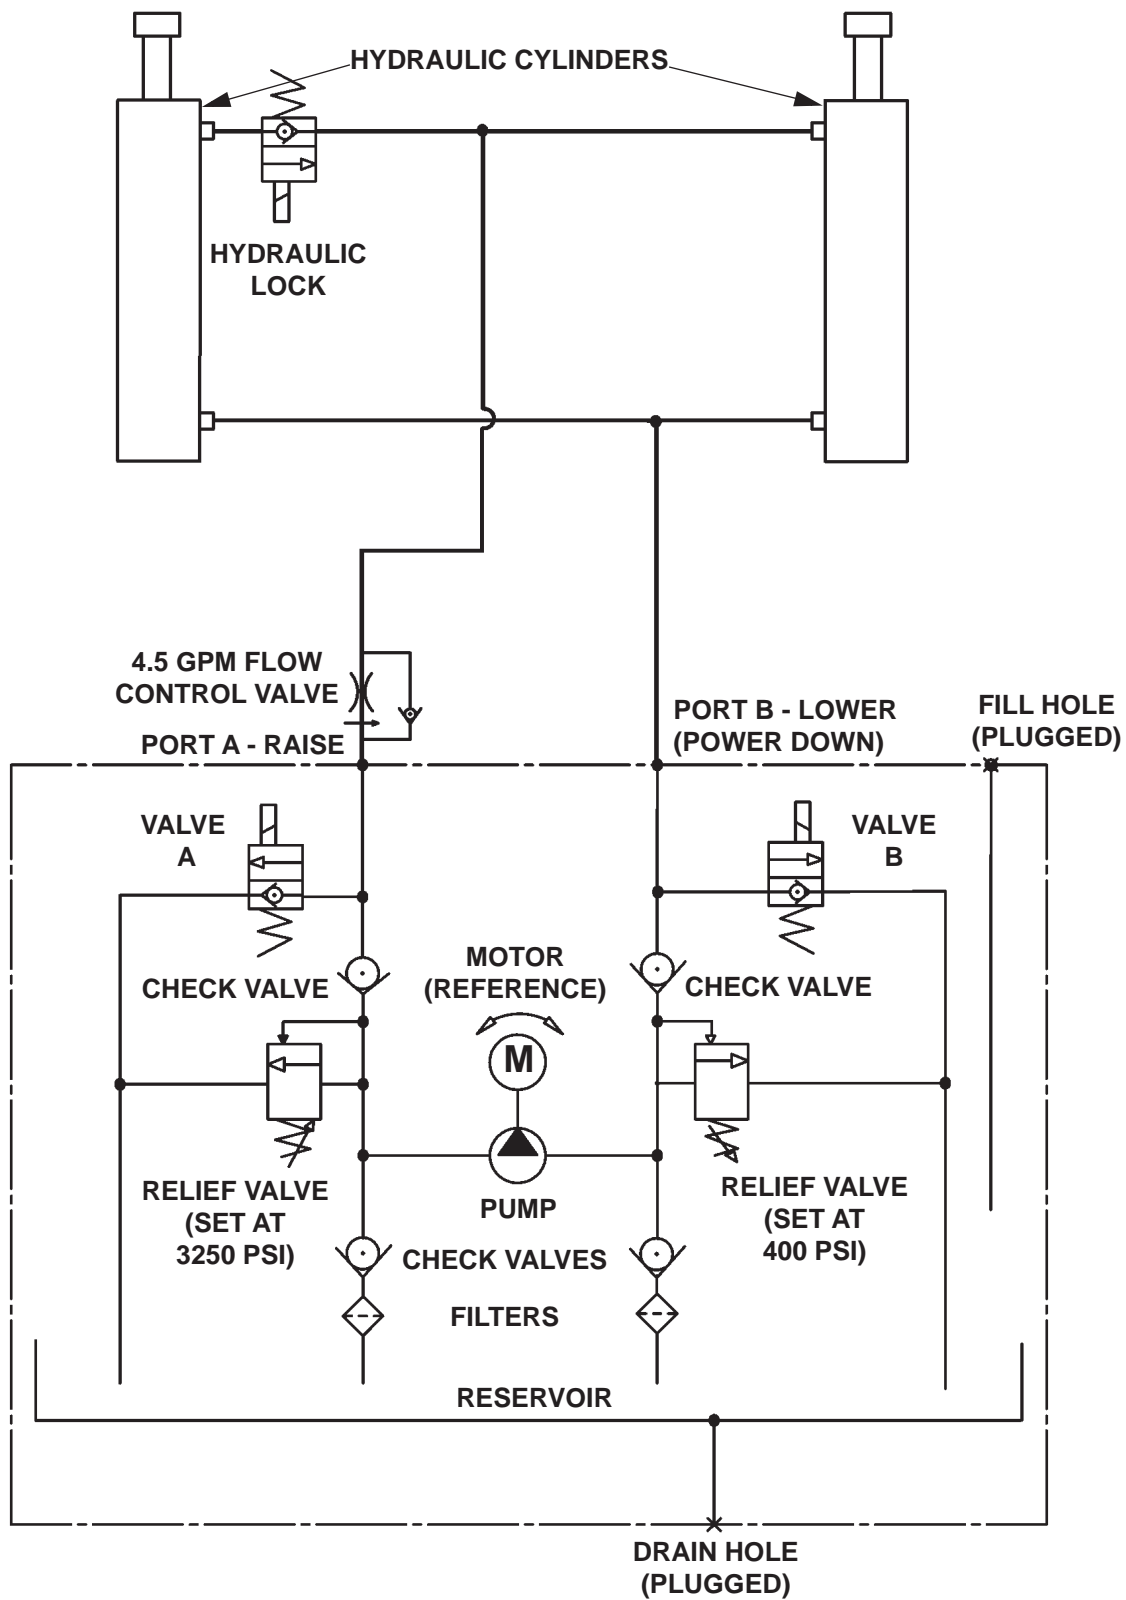 HYDRAULIC CYLINDERS
HYDRAULIC
LOCK
4.5 GPM FLOW
CONTROL VALVE
PORT A - RAISE
PORT B - LOWER
(POWER DOWN)
FILL HOLE
(PLUGGED)
VALVE
A
VALVE
B
CHECK VALVE
MOTOR
(REFERENCE)
CHECK VALVE
M
RELIEF VALVE
(SET AT
3250 PSI)
PUMP
RELIEF VALVE
(SET AT
400 PSI)
CHECK VALVES
FILTERS
RESERVOIR
DRAIN HOLE
(PLUGGED)